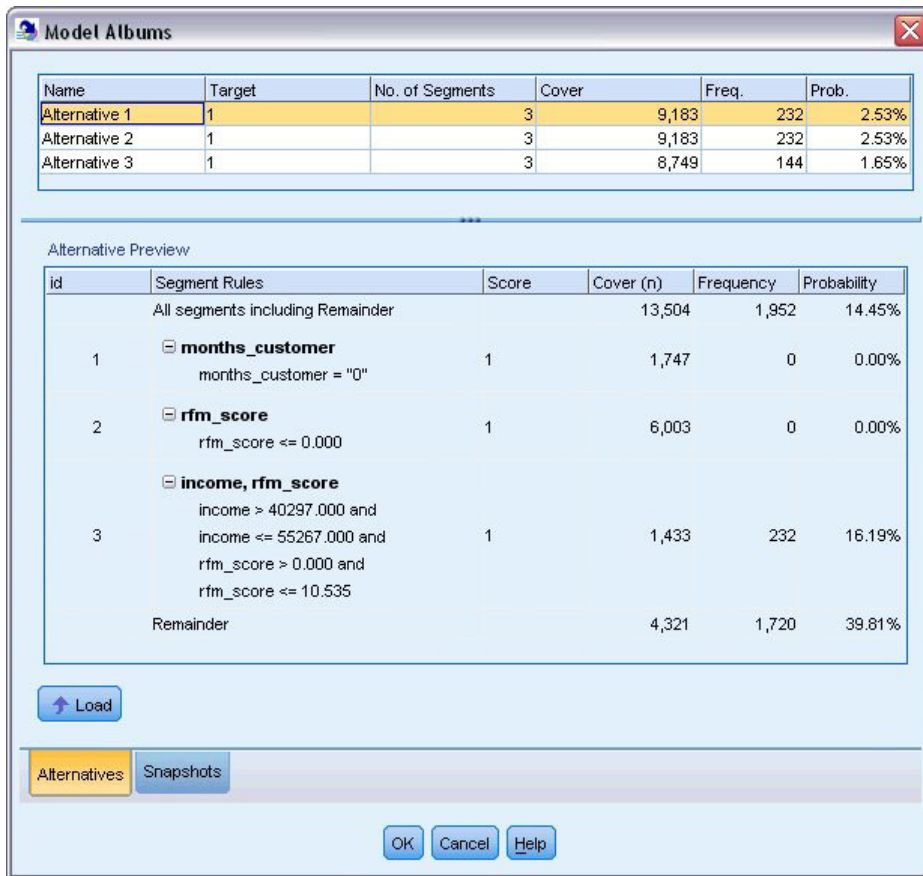 Model Albums
Name Target No. of Segments Cover Freq. Prob.
Alternative 1 1 3 9,183 232 2.53%
Alternative 2 1 3 9,183 232 2.53%
Alternative 3 1 3 8,749 144 1.65%
Alternative Preview
id Segment Rules Score Cover (n) Frequency Probability
All segments including Remainder 13,504 1,952 14.45%
months_customer
1 months_customer = "0" 1 1,747 0 0.00%
rfm_score
2 rfm_score <= 0.000 1 6,003 0 0.00%
income, rfm_score
income > 40297.000 and
income <= 55267.000 and
3 rfm_score > 0.000 and 1 1,433 232 16.19%
rfm_score <= 10.535
Remainder 4,321 1,720 39.81%
Load
Alternatives Snapshots
OK Cancel Help